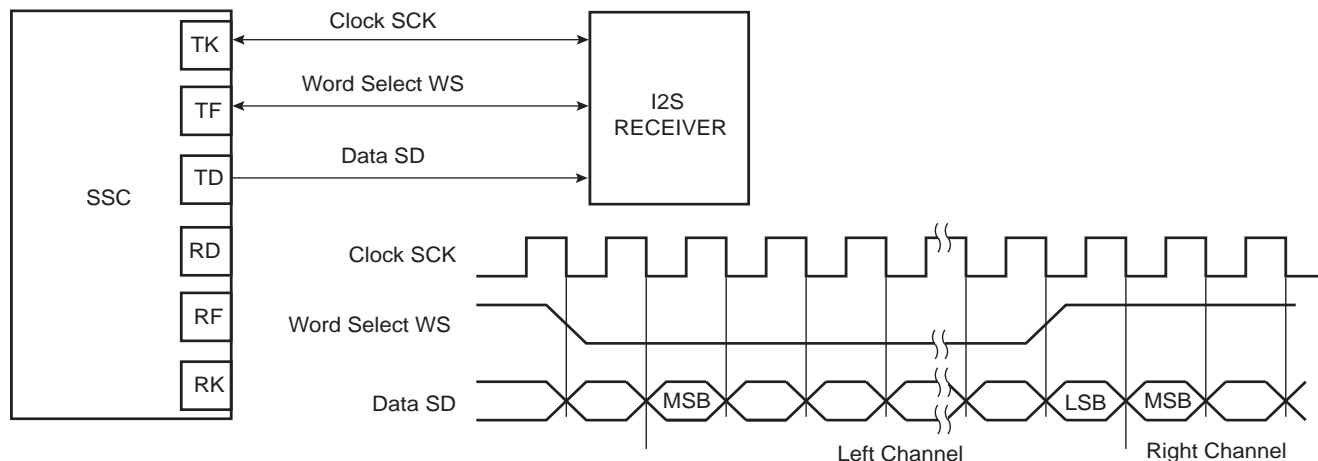 Clock SCK
TK
Word Select WS
TF
I2S
RECEIVER
Data SD
TD
SSC
RD
RF
RK
Clock SCK
Word Select WS
Data SD
MSB
LSB
MSB
Left Channel
Right Channel